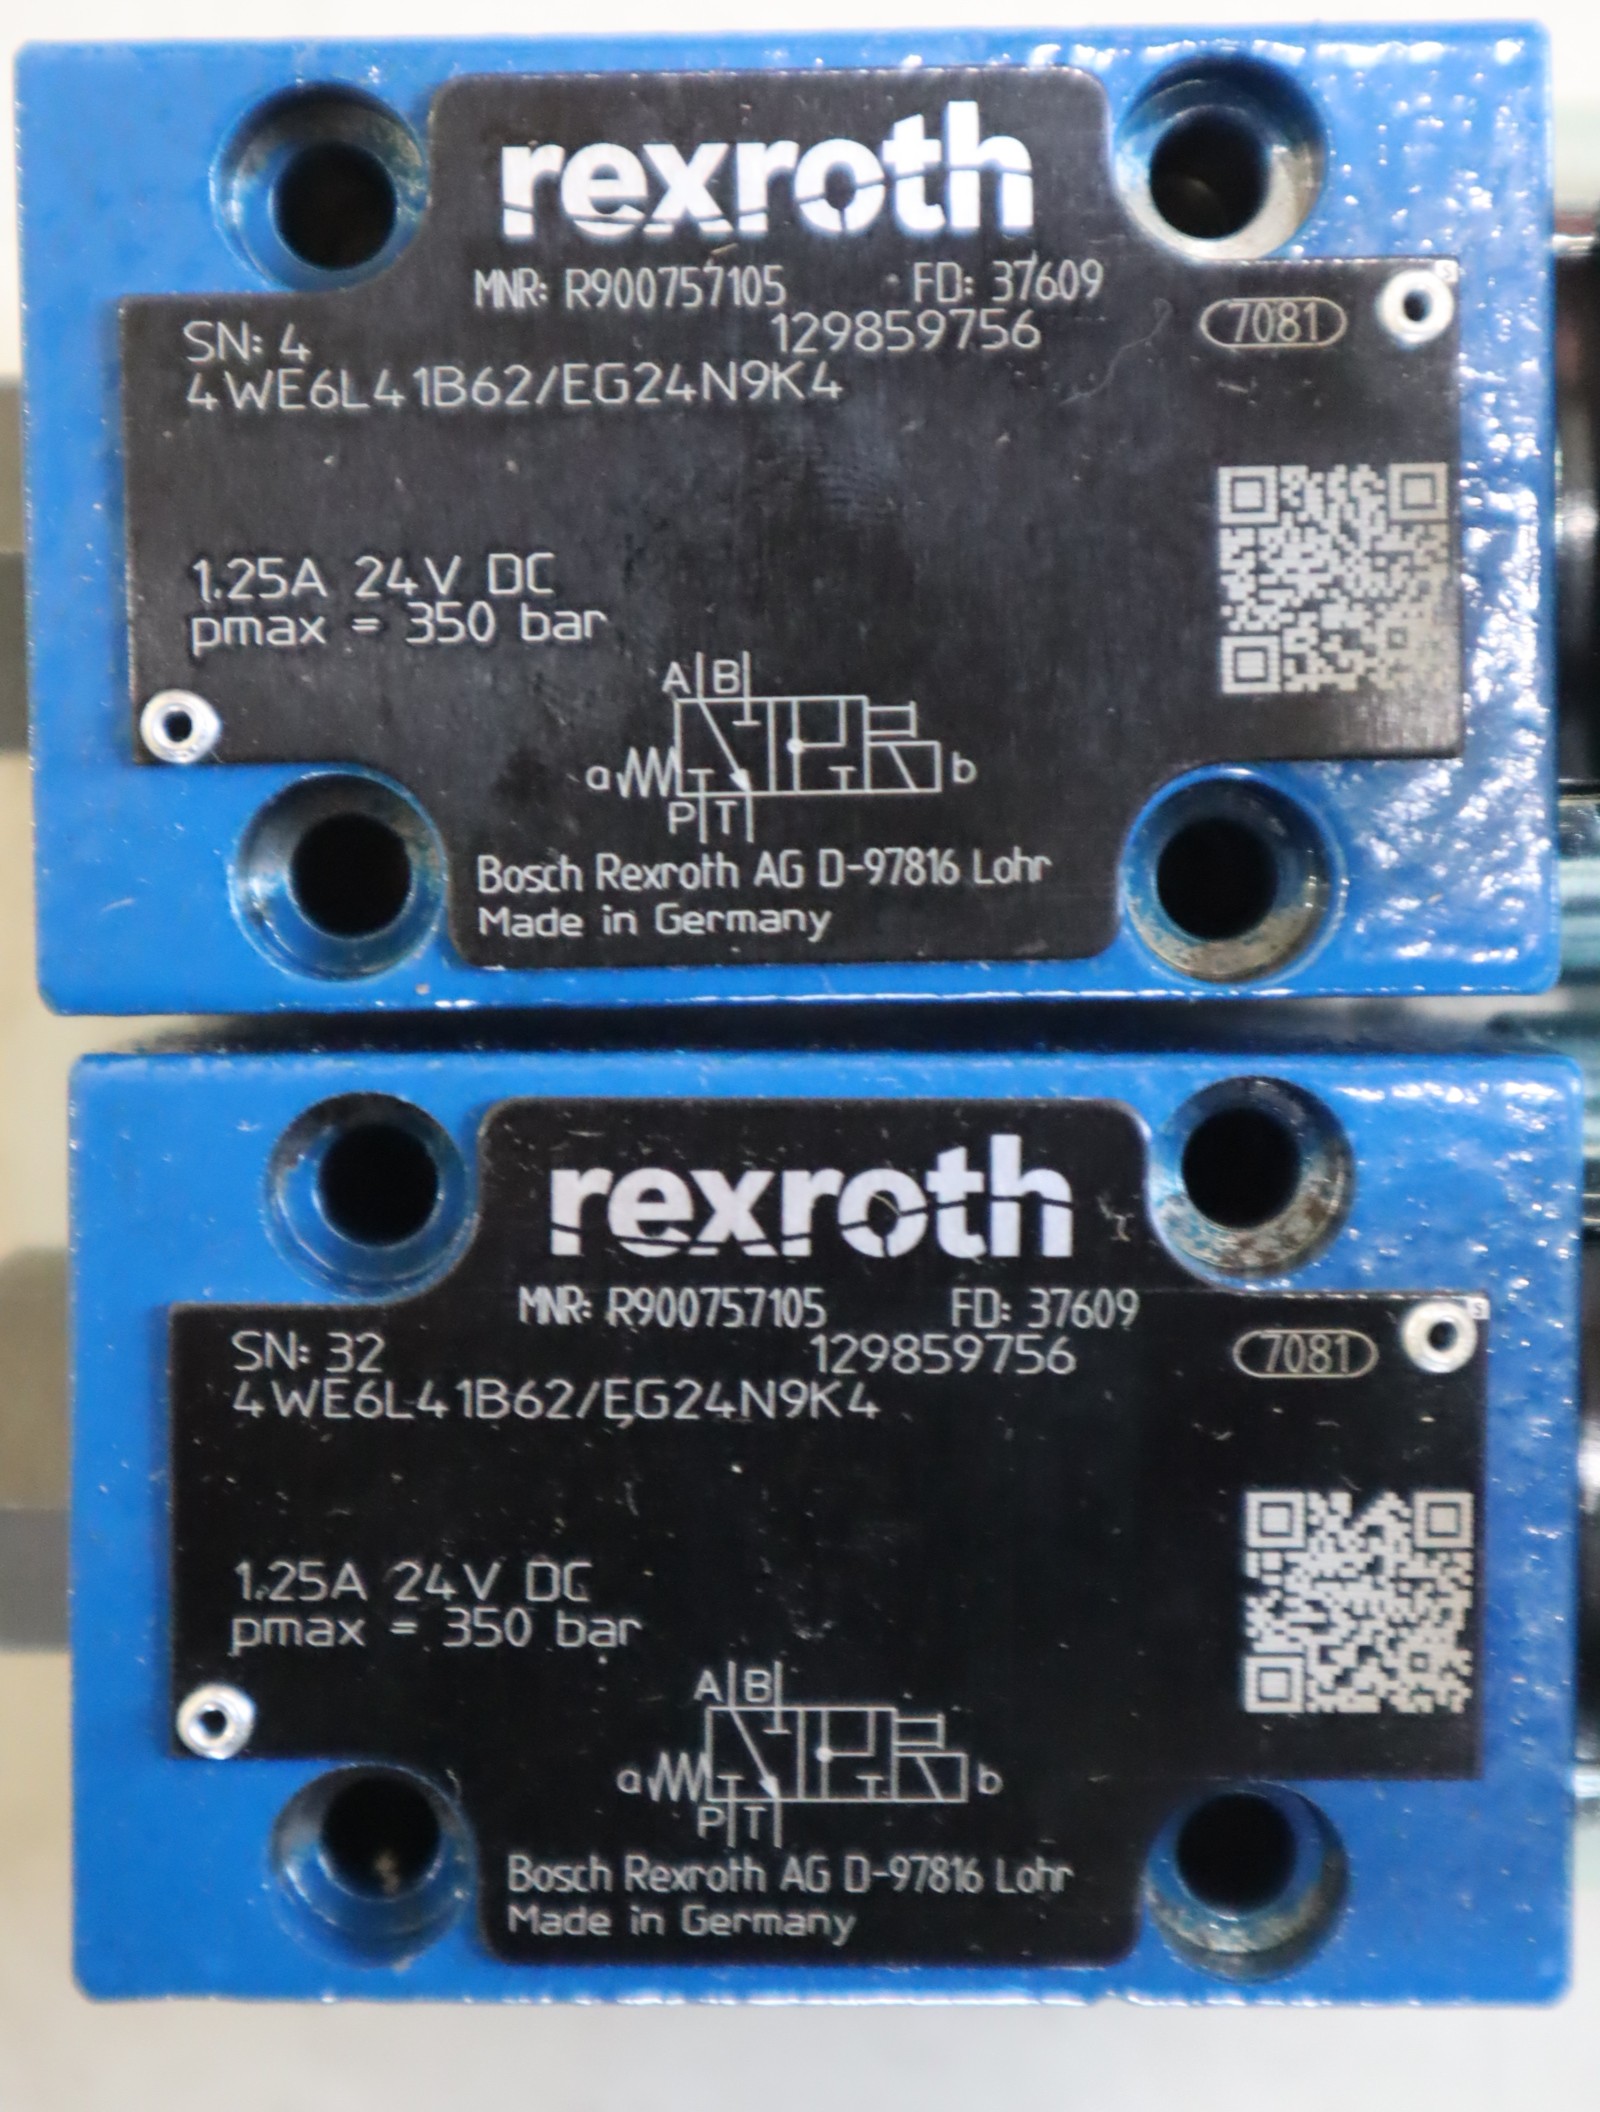 rexroth
MNR: R900757105 FD: 37609
SN: 4 129859756 7081
4WE6L41B62/EG24N9K4
1.25A 24V DC
pmax = 350 bar
A B
a b
P T
Bosch Rexroth AG D-97816 Lohr
Made in Germany
rexroth
MNR: R900757105 FD: 37609
SN: 32 129859756 7081
4WE6L41B62/EG24N9K4
1.25A 24V DC
pmax = 350 bar
A B
a b
P T
Bosch Rexroth AG D-97816 Lohr
Made in Germany